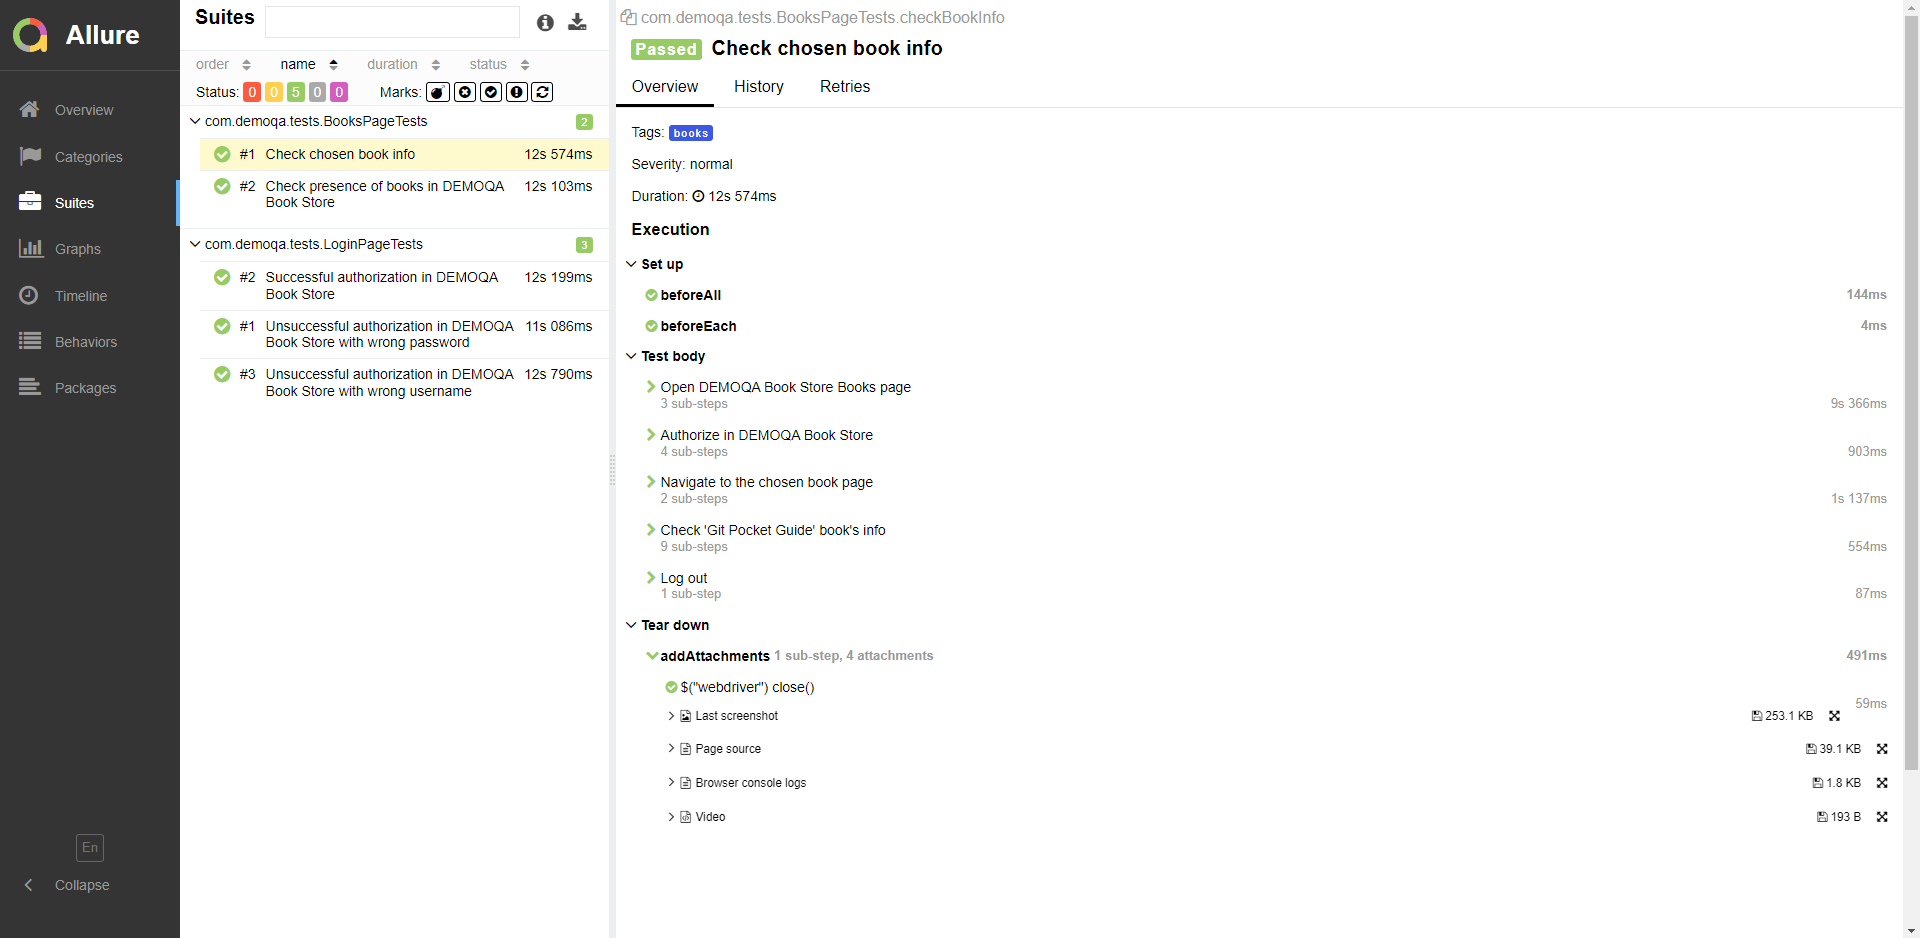 Allure
Overview
Categories
Suites
Graphs
Timeline
Behaviors
Packages
En
Collapse
Suites
order name duration status
Status: 0 0 5 0 0 Marks:
com.demoqa.tests.BooksPageTests 2
#1 Check chosen book info 12s 574ms
#2 Check presence of books in DEMOQA 12s 103ms
Book Store
com.demoqa.tests.LoginPageTests 3
#2 Successful authorization in DEMOQA 12s 199ms
Book Store
#1 Unsuccessful authorization in DEMOQA 11s 086ms
Book Store with wrong password
#3 Unsuccessful authorization in DEMOQA 12s 790ms
Book Store with wrong username
com.demoqa.tests.BooksPageTests.checkBookInfo
Passed Check chosen book info
Overview History Retries
Tags: books
Severity: normal
Duration: 12s 574ms
Execution
Set up
beforeAll 144ms
beforeEach 4ms
Test body
Open DEMOQA Book Store Books page
3 sub-steps 9s 366ms
Authorize in DEMOQA Book Store
4 sub-steps 903ms
Navigate to the chosen book page
2 sub-steps 1s 137ms
Check 'Git Pocket Guide' book's info
9 sub-steps 554ms
Log out
1 sub-step 87ms
Tear down
addAttachments 1 sub-step, 4 attachments 491ms
$("webdriver") close()
59ms
Last screenshot 253.1 KB
Page source 39.1 KB
Browser console logs 1.8 KB
Video 193 B